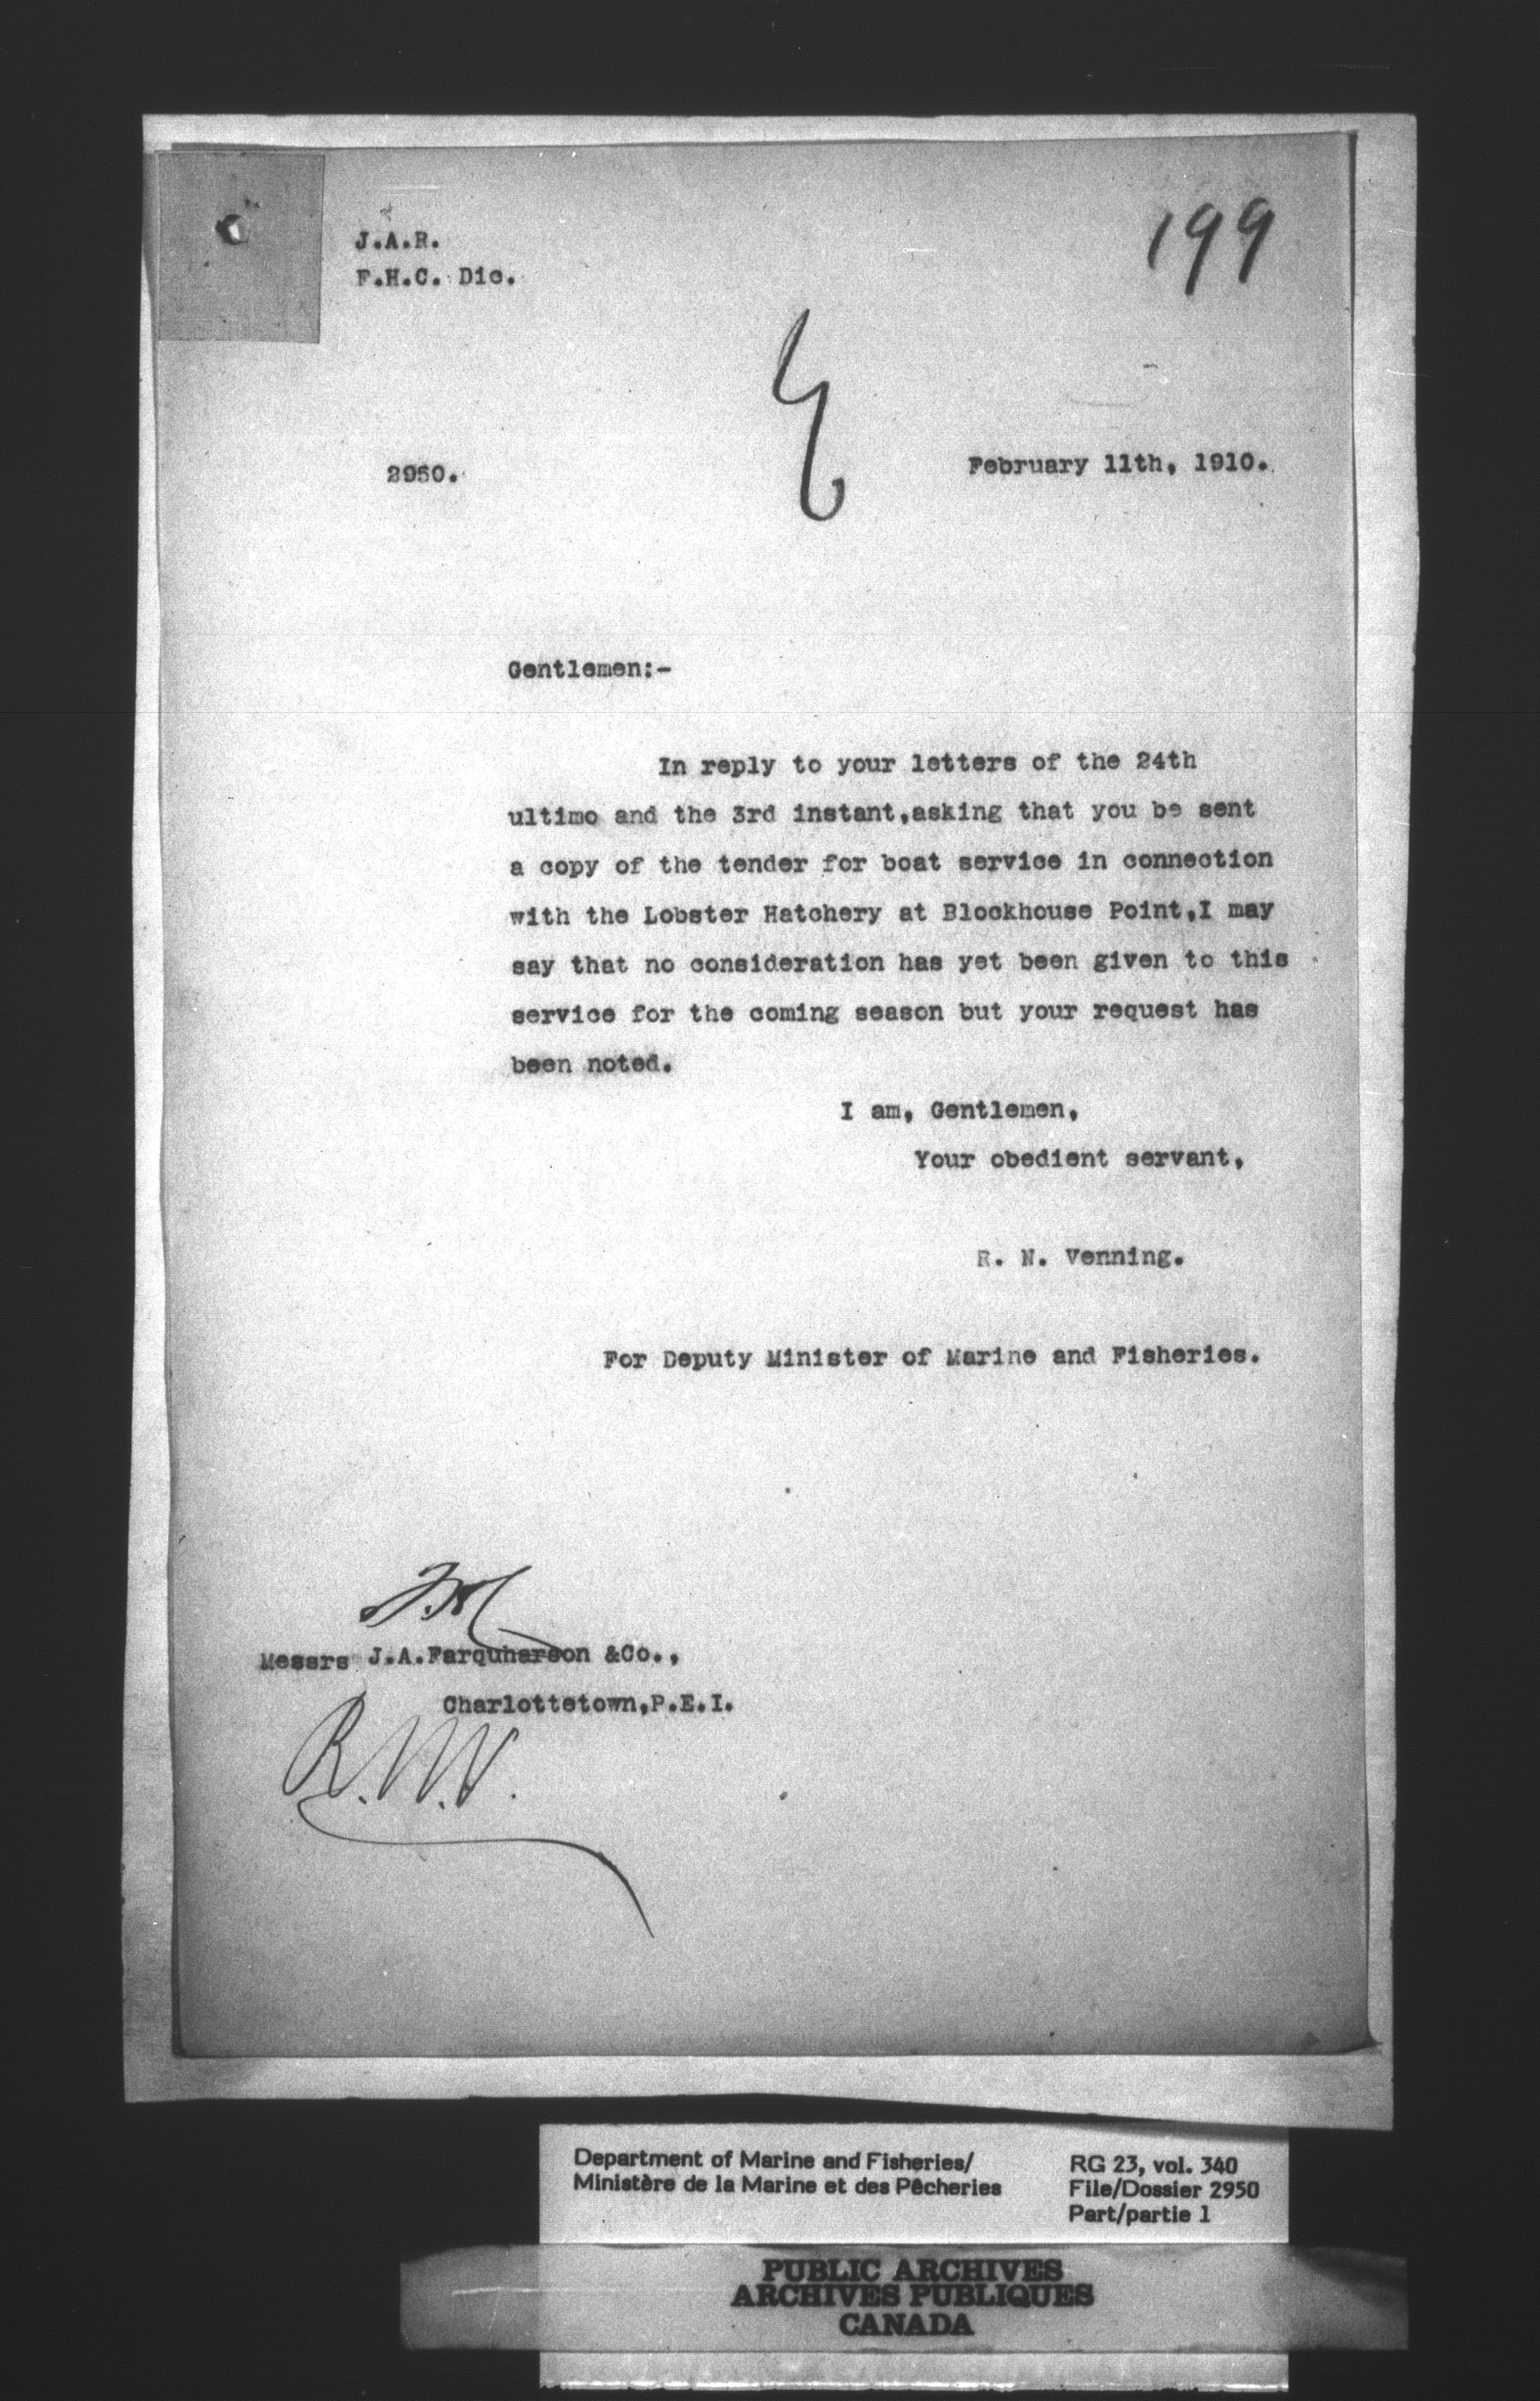 J.A.R.
F.H.C. Dic.
199
2950.
February 11th, 1910.
Gentlemen:-
In reply to your letters of the 24th
ultimo and the 3rd instant,asking that you be sent
a copy of the tender for boat service in connection
with the Lobster Hatchery at Blockhouse Point,I may
say that no consideration has yet been given to this
service for the coming season but your request has
been noted.
I am, Gentlemen,
Your obedient servant,
R. N. Venning.
For Deputy Minister of Marine and Fisheries.
Messrs J.A.Farquharson &Co.,
Charlottetown,P.E.I.
R.N.V.
Department of Marine and Fisheries/
Ministère de la Marine et des Pêcheries
RG 23, vol. 340
File/Dossier 2950
Part/partie 1
PUBLIC ARCHIVES
ARCHIVES PUBLIQUES
CANADA